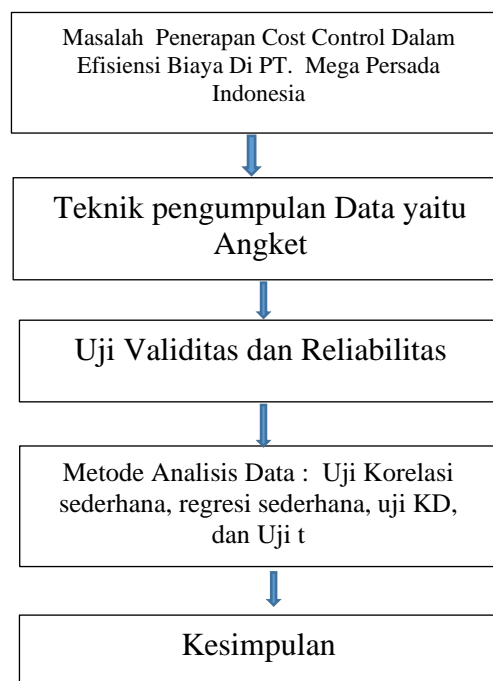 Masalah Penerapan Cost Control Dalam
Efisiensi Biaya Di PT. Mega Persada
Indonesia
Teknik pengumpulan Data yaitu
Angket
Uji Validitas dan Reliabilitas
Metode Analisis Data : Uji Korelasi
sederhana, regresi sederhana, uji KD,
dan Uji t
Kesimpulan